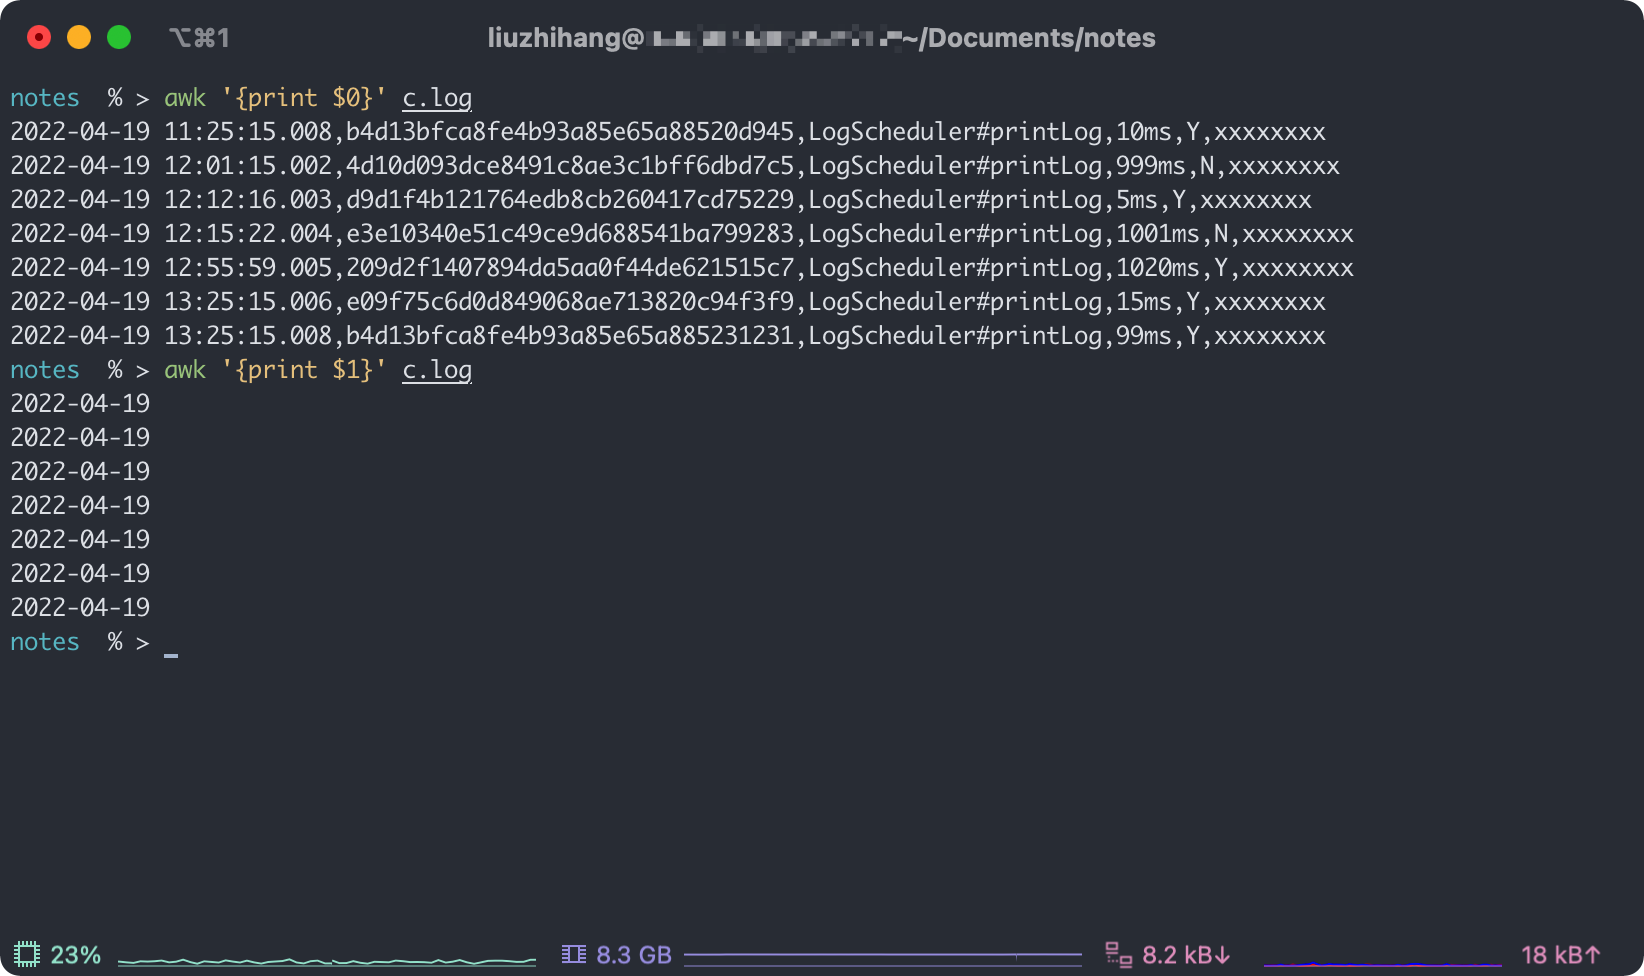 ⌥⌘1 liuzhihang@ ~/Documents/notes
notes % > awk '{print $0}' c.log
2022-04-19 11:25:15.008,b4d13bfca8fe4b93a85e65a88520d945,LogScheduler#printLog,10ms,Y,xxxxxxxx
2022-04-19 12:01:15.002,4d10d093dce8491c8ae3c1bff6dbd7c5,LogScheduler#printLog,999ms,N,xxxxxxxx
2022-04-19 12:12:16.003,d9d1f4b121764edb8cb260417cd75229,LogScheduler#printLog,5ms,Y,xxxxxxxx
2022-04-19 12:15:22.004,e3e10340e51c49ce9d688541ba799283,LogScheduler#printLog,1001ms,N,xxxxxxxx
2022-04-19 12:55:59.005,209d2f1407894da5aa0f44de621515c7,LogScheduler#printLog,1020ms,Y,xxxxxxxx
2022-04-19 13:25:15.006,e09f75c6d0d849068ae713820c94f3f9,LogScheduler#printLog,15ms,Y,xxxxxxxx
2022-04-19 13:25:15.008,b4d13bfca8fe4b93a85e65a885231231,LogScheduler#printLog,99ms,Y,xxxxxxxx
notes % > awk '{print $1}' c.log
2022-04-19
2022-04-19
2022-04-19
2022-04-19
2022-04-19
2022-04-19
2022-04-19
notes % > _
23% 8.3 GB 8.2 kB↓ 18 kB↑